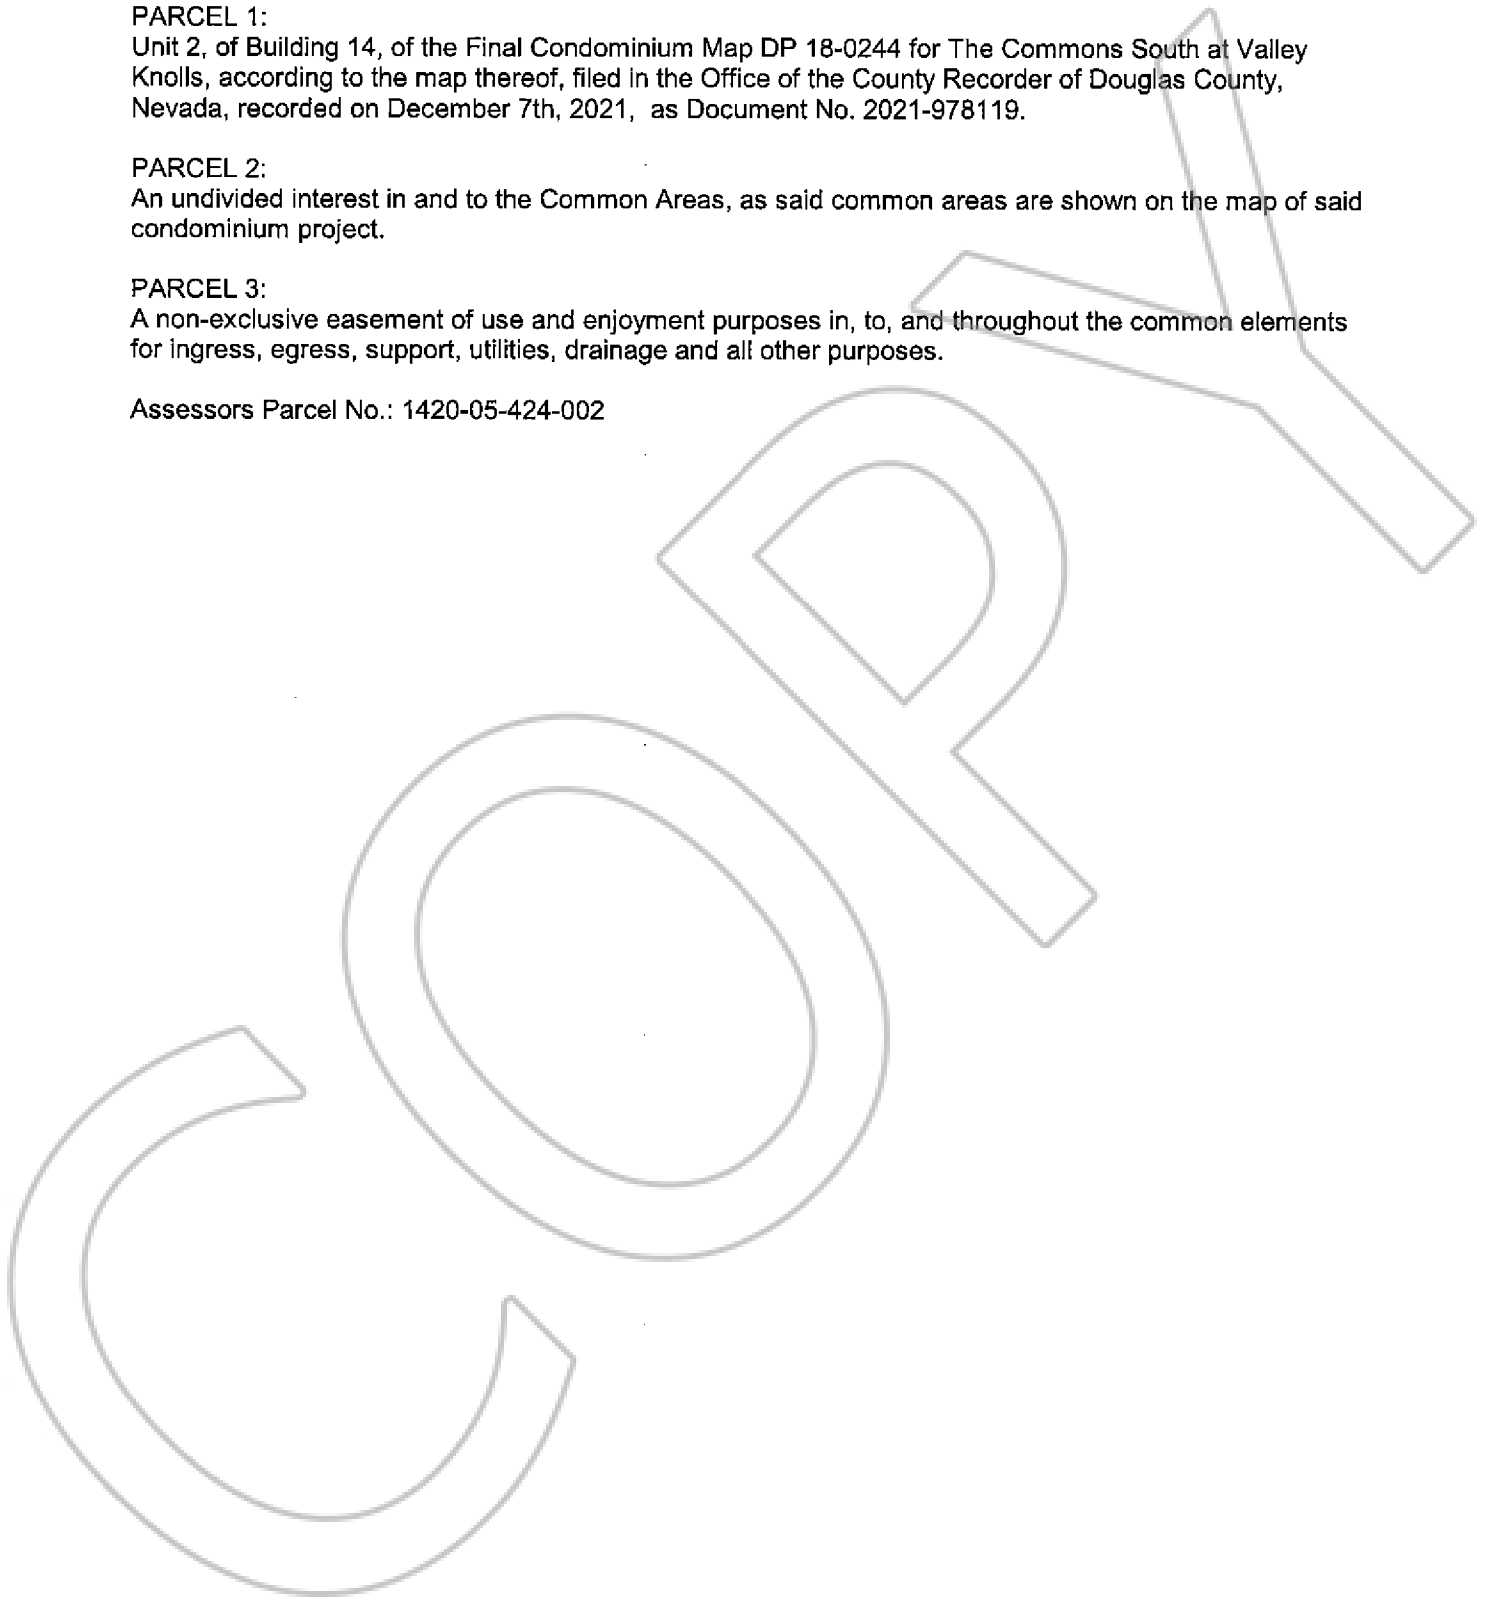 PARCEL 1:
Unit 2, of Building 14, of the Final Condominium Map DP 18-0244 for The Commons South at Valley
Knolls, according to the map thereof, filed in the Office of the County Recorder of Douglas County,
Nevada, recorded on December 7th, 2021, as Document No. 2021-978119.
PARCEL 2:
An undivided interest in and to the Common Areas, as said common areas are shown on the map of said
condominium project.
PARCEL 3:
A non-exclusive easement of use and enjoyment purposes in, to, and throughout the common elements
for ingress, egress, support, utilities, drainage and all other purposes.
Assessors Parcel No.: 1420-05-424-002
COPY